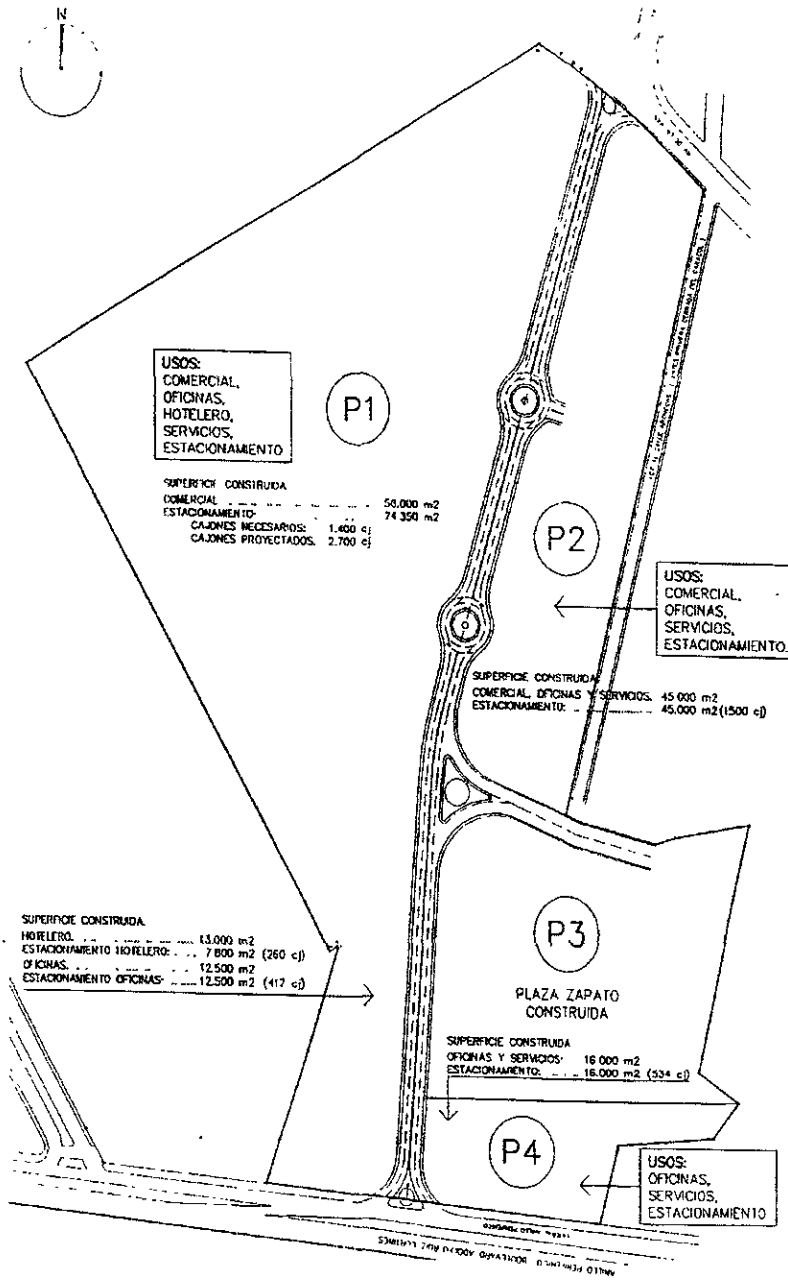 N
AV. DE LA
USOS:
COMERCIAL,
OFICINAS,
HOTELERO,
SERVICIOS,
ESTACIONAMIENTO
P1
SUPERFICIE CONSTRUIDA
COMERCIAL 58.000 m2
ESTACIONAMIENTO: 74 350 m2
CAJONES NECESARIOS: 1.400 cj
CAJONES PROYECTADOS. 2.700 cj
P2
USOS:
COMERCIAL,
OFICINAS,
SERVICIOS,
ESTACIONAMIENTO.
SUPERFICIE CONSTRUIDA
COMERCIAL, OFICINAS Y SERVICIOS. 45 000 m2
ESTACIONAMIENTO: 45.000 m2 (1500 cj)
SUPERFICIE CONSTRUIDA.
HOTELERO. 13.000 m2
ESTACIONAMIENTO HOTELERO: 7 800 m2 (260 cj)
OFICINAS. 12.500 m2
ESTACIONAMIENTO OFICINAS: 12.500 m2 (417 cj)
P3
PLAZA ZAPATO
CONSTRUIDA
SUPERFICIE CONSTRUIDA
OFICINAS Y SERVICIOS: 16 000 m2
ESTACIONAMIENTO: 16.000 m2 (534 cj)
P4
USOS:
OFICINAS,
SERVICIOS,
ESTACIONAMIENTO
ANILLO PERIFERICO BOULEVARD ADOLFO RUIZ CORTINES